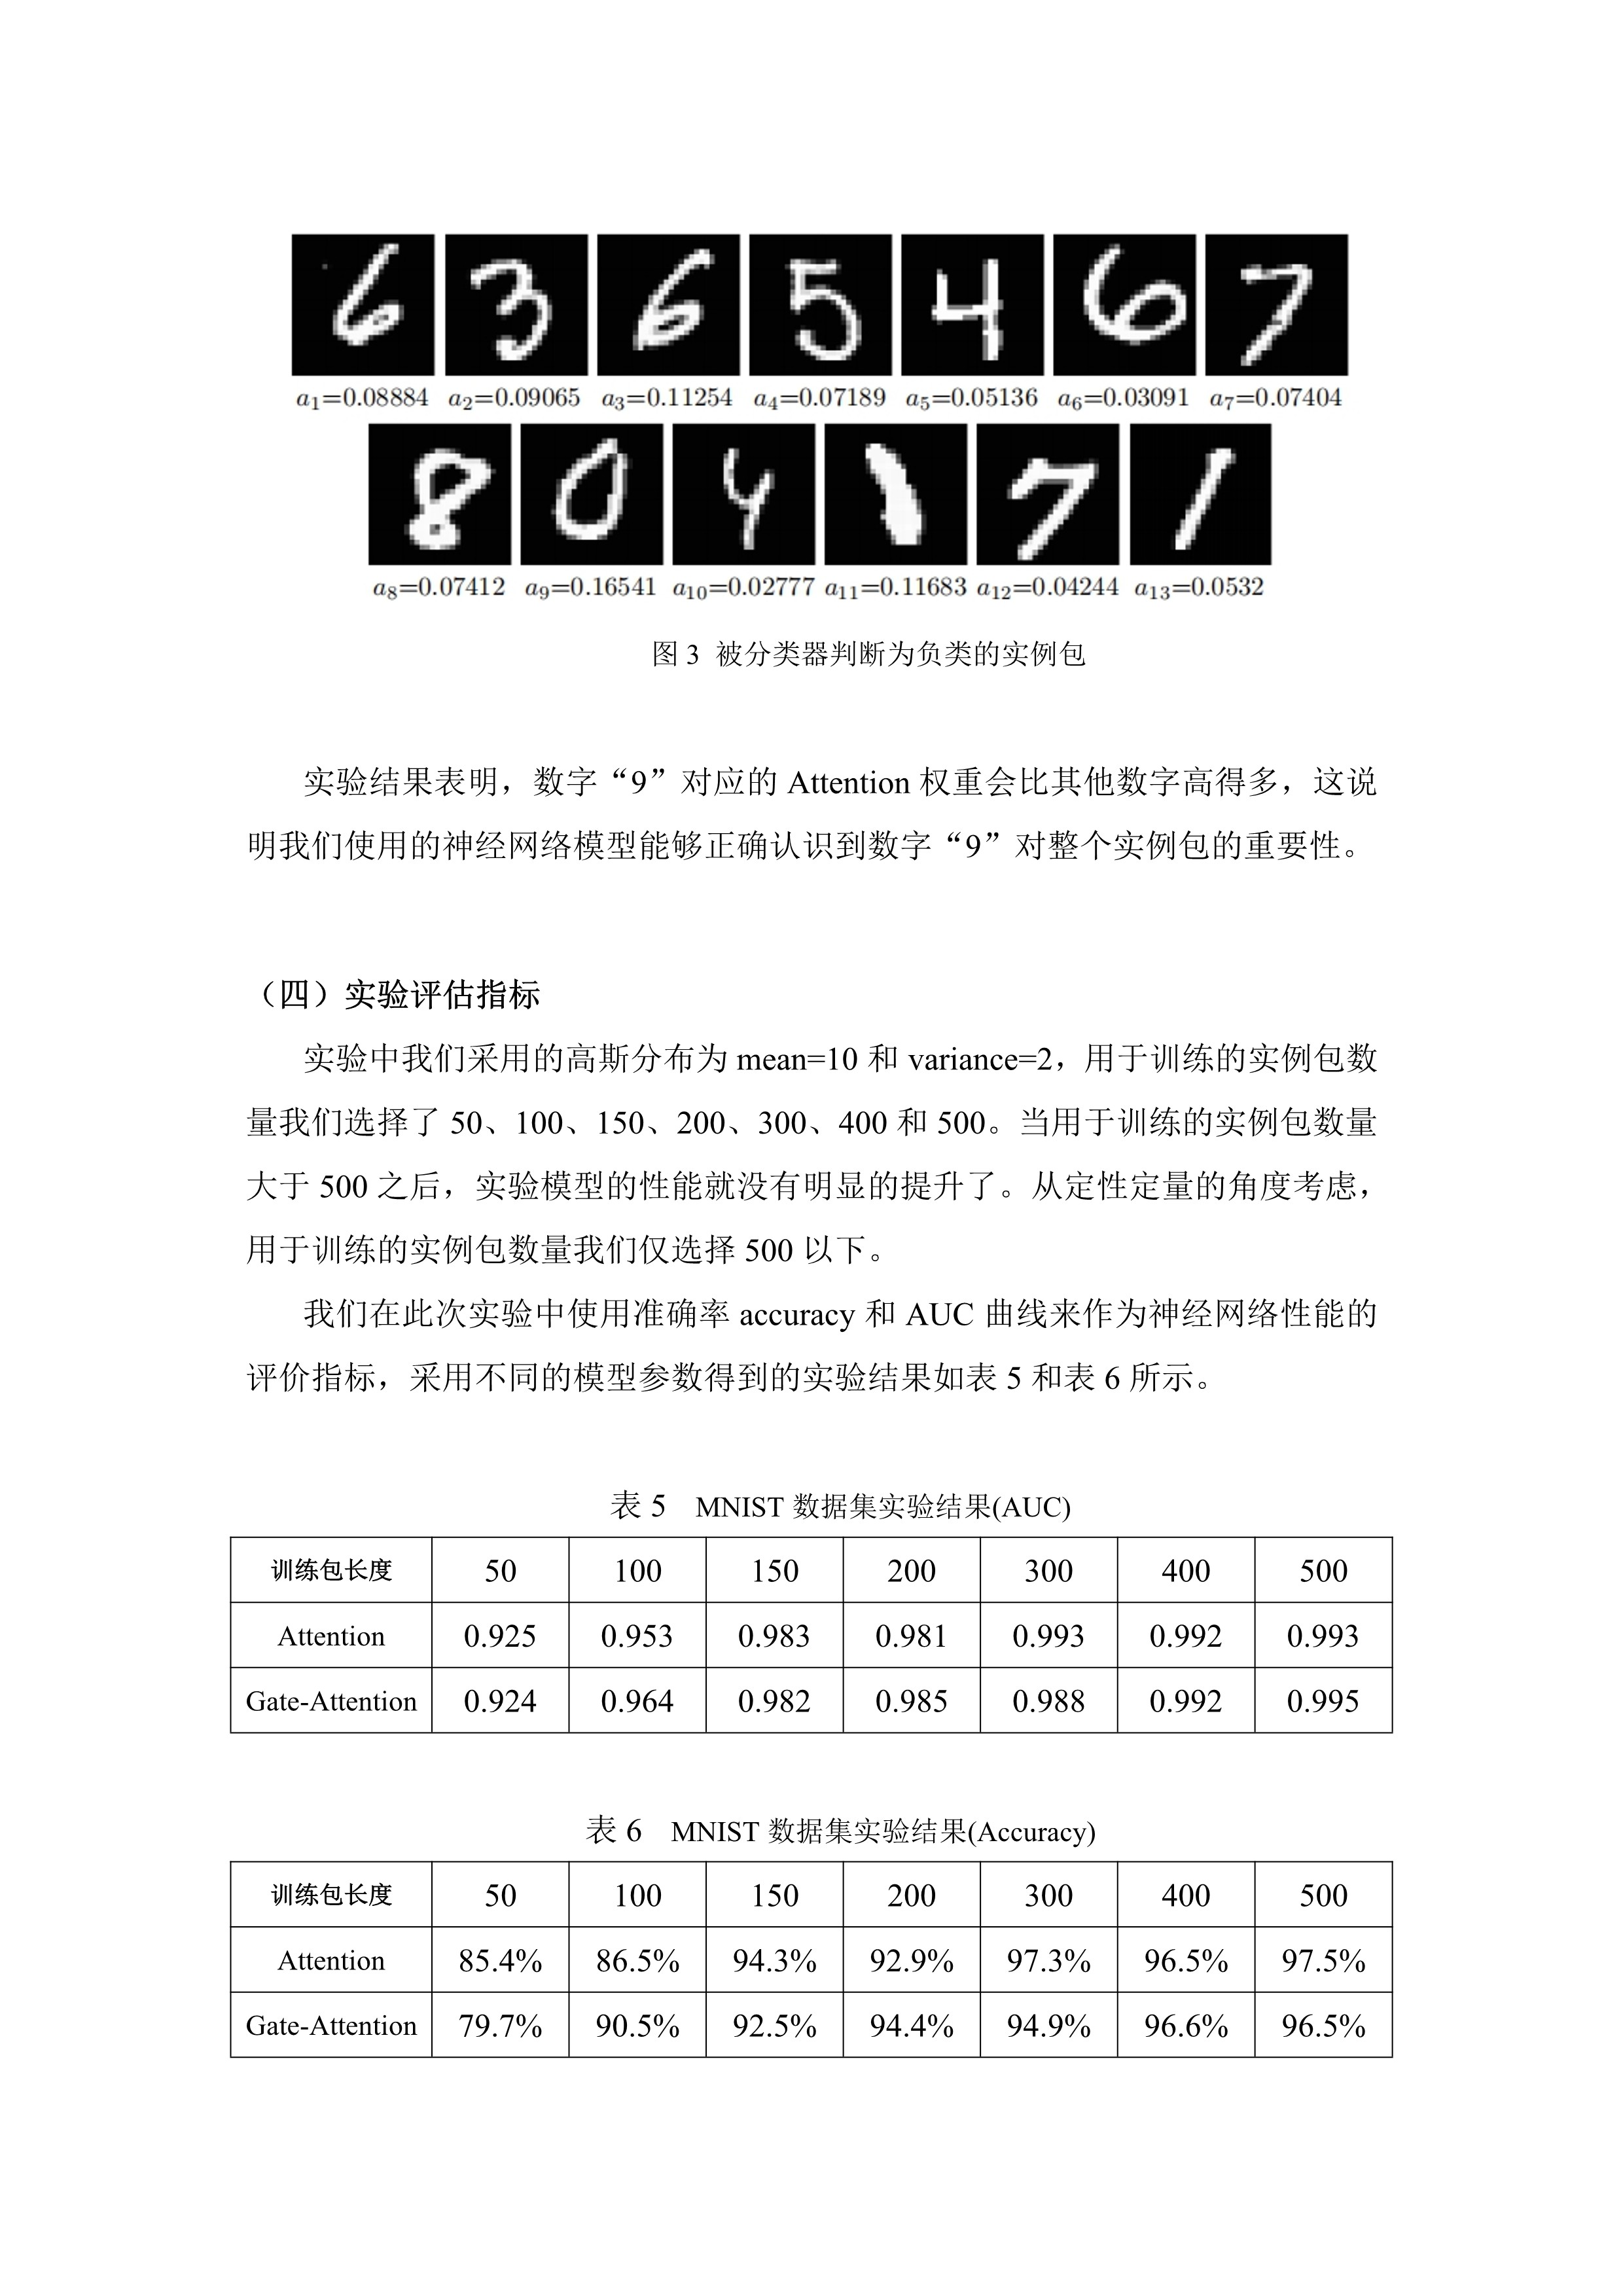 6 3 6 5 4 6 7
a1=0.08884 a2=0.09065 a3=0.11254 a4=0.07189 a5=0.05136 a6=0.03091 a7=0.07404
8 0 4 1 7 1
a8=0.07412 a9=0.16541 a10=0.02777 a11=0.11683 a12=0.04244 a13=0.0532
图 3 被分类器判断为负类的实例包
实验结果表明，数字“9”对应的 Attention 权重会比其他数字高得多，这说
明我们使用的神经网络模型能够正确认识到数字“9”对整个实例包的重要性。
（四）实验评估指标
实验中我们采用的高斯分布为 mean=10 和 variance=2，用于训练的实例包数
量我们选择了 50、100、150、200、300、400 和 500。当用于训练的实例包数量
大于 500 之后，实验模型的性能就没有明显的提升了。从定性定量的角度考虑，
用于训练的实例包数量我们仅选择 500 以下。
我们在此次实验中使用准确率 accuracy 和 AUC 曲线来作为神经网络性能的
评价指标，采用不同的模型参数得到的实验结果如表 5 和表 6 所示。
表 5 MNIST 数据集实验结果(AUC)
训练包长度 50 100 150 200 300 400 500
Attention 0.925 0.953 0.983 0.981 0.993 0.992 0.993
Gate-Attention 0.924 0.964 0.982 0.985 0.988 0.992 0.995
表 6 MNIST 数据集实验结果(Accuracy)
训练包长度 50 100 150 200 300 400 500
Attention 85.4% 86.5% 94.3% 92.9% 97.3% 96.5% 97.5%
Gate-Attention 79.7% 90.5% 92.5% 94.4% 94.9% 96.6% 96.5%